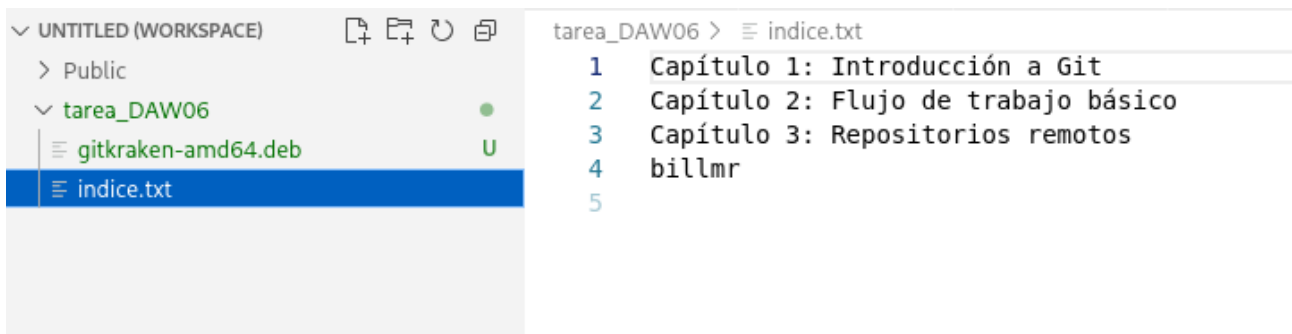 UNTITLED (WORKSPACE)
Public
tarea_DAW06
gitkraken-amd64.deb U
indice.txt
tarea_DAW06 > indice.txt
1 Capítulo 1: Introducción a Git
2 Capítulo 2: Flujo de trabajo básico
3 Capítulo 3: Repositorios remotos
4 billmr
5